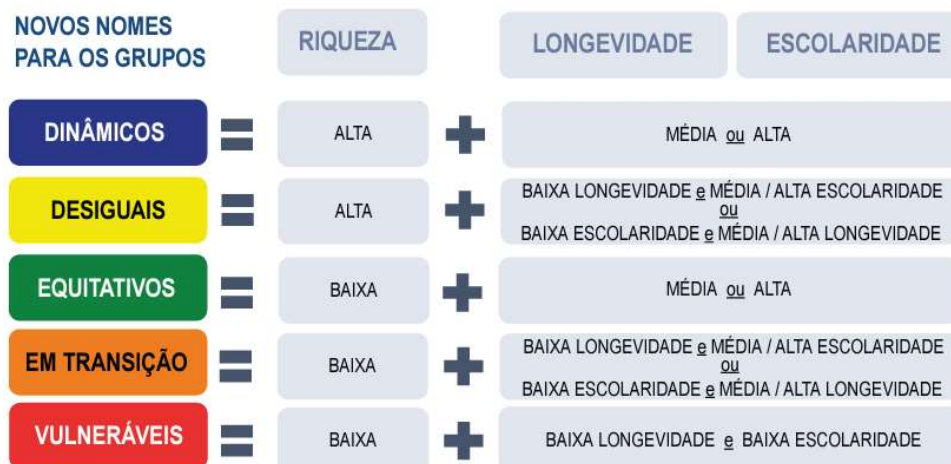 NOVOS NOMES
PARA OS GRUPOS
RIQUEZA
LONGEVIDADE
ESCOLARIDADE
DINÂMICOS
ALTA
MÉDIA ou ALTA
DESIGUAIS
ALTA
BAIXA LONGEVIDADE e MÉDIA / ALTA ESCOLARIDADE
ou
BAIXA ESCOLARIDADE e MÉDIA / ALTA LONGEVIDADE
EQUITATIVOS
BAIXA
MÉDIA ou ALTA
EM TRANSIÇÃO
BAIXA
BAIXA LONGEVIDADE e MÉDIA / ALTA ESCOLARIDADE
ou
BAIXA ESCOLARIDADE e MÉDIA / ALTA LONGEVIDADE
VULNERÁVEIS
BAIXA
BAIXA LONGEVIDADE e BAIXA ESCOLARIDADE